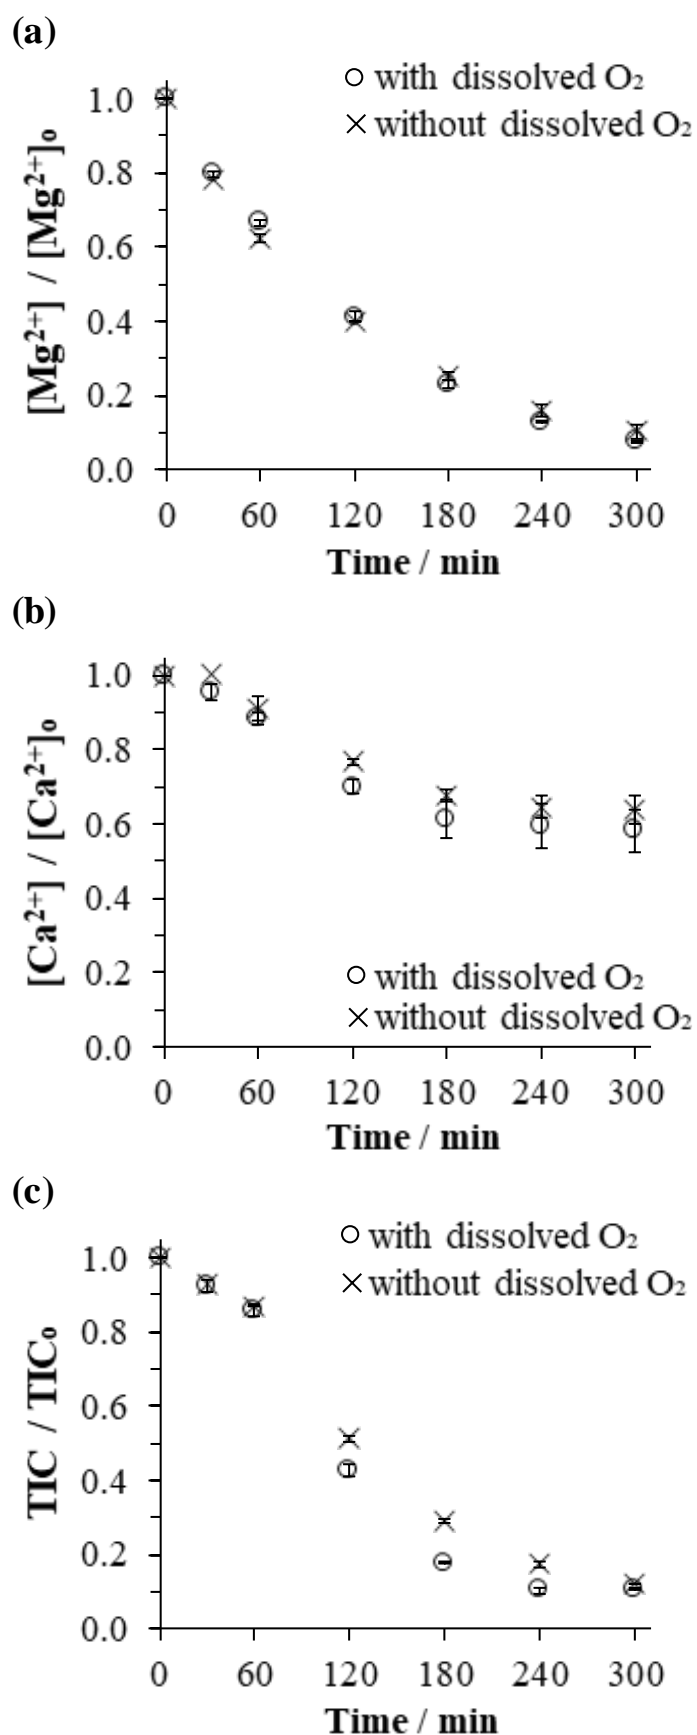 (a)
○ with dissolved O₂
× without dissolved O₂
[Mg²⁺] / [Mg²⁺]₀
1.0
0.8
0.6
0.4
0.2
0.0
0 60 120 180 240 300
Time / min
(b)
[Ca²⁺] / [Ca²⁺]₀
1.0
0.8
0.6
0.4
0.2
0.0
○ with dissolved O₂
× without dissolved O₂
0 60 120 180 240 300
Time / min
(c)
○ with dissolved O₂
× without dissolved O₂
TIC / TIC₀
1.0
0.8
0.6
0.4
0.2
0.0
0 60 120 180 240 300
Time / min